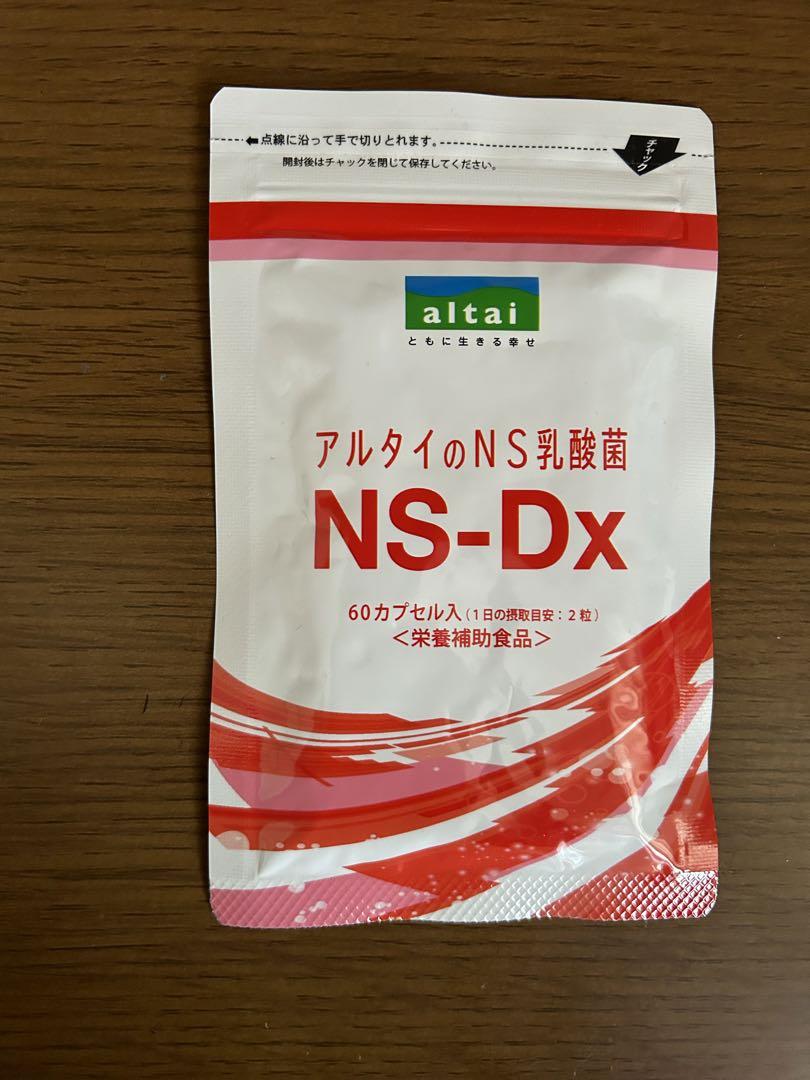 点線に沿って手で切りとれます。
開封後はチャックを閉じて保存してください。
チャック
altai
ともに生きる幸せ
アルタイのNS乳酸菌
NS-Dx
60カプセル入(1日の摂取目安:2粒)
<栄養補助食品>